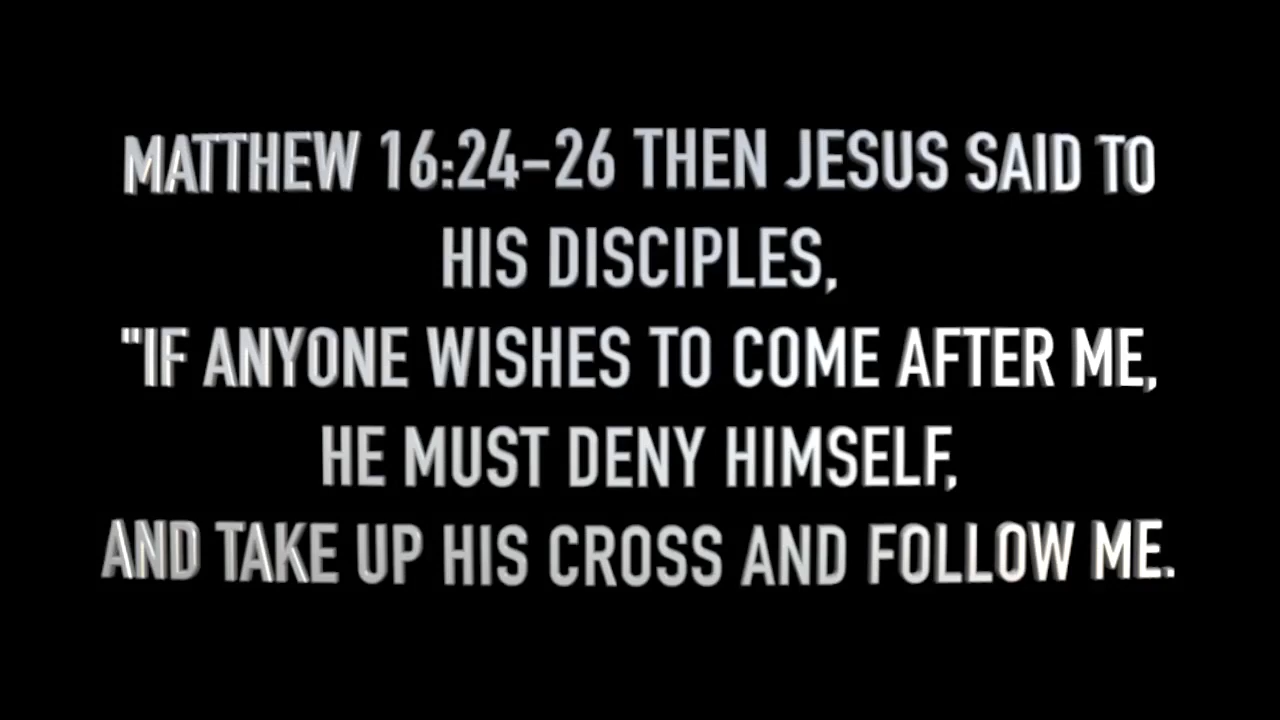 MATTHEW 16:24-26 THEN JESUS SAID TO
HIS DISCIPLES,
"IF ANYONE WISHES TO COME AFTER ME,
HE MUST DENY HIMSELF,
AND TAKE UP HIS CROSS AND FOLLOW ME.